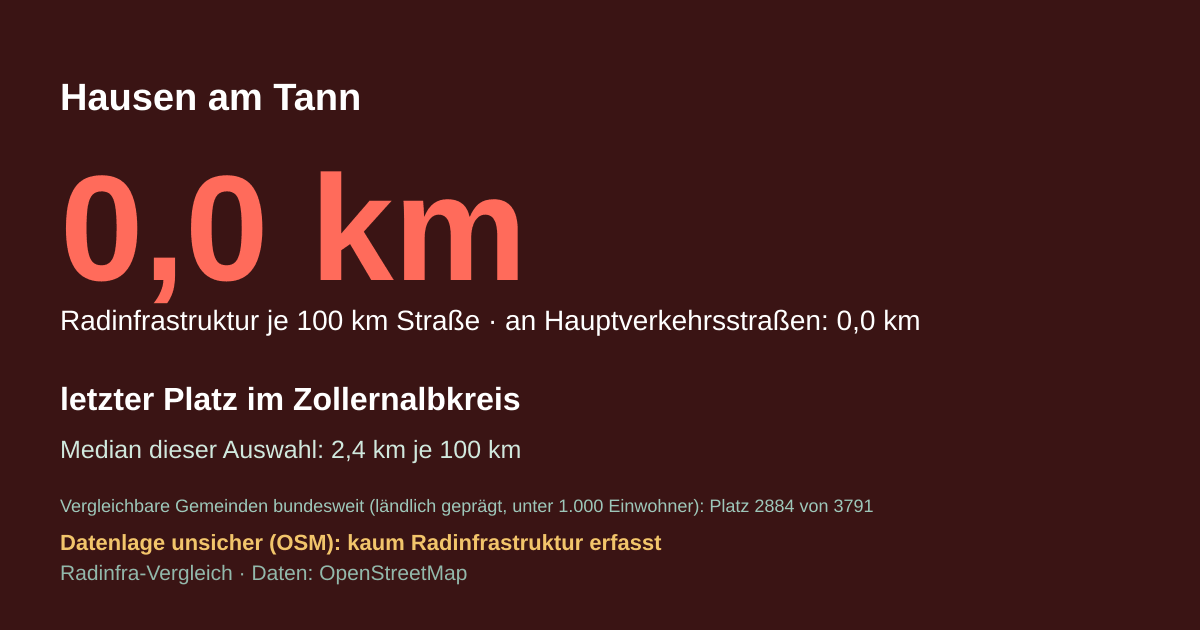 Hausen am Tann
0,0 km
Radinfrastruktur je 100 km Straße · an Hauptverkehrsstraßen: 0,0 km
letzter Platz im Zollernalbkreis
Median dieser Auswahl: 2,4 km je 100 km
Vergleichbare Gemeinden bundesweit (ländlich geprägt, unter 1.000 Einwohner): Platz 2884 von 3791
Datenlage unsicher (OSM): kaum Radinfrastruktur erfasst
Radinfra-Vergleich · Daten: OpenStreetMap